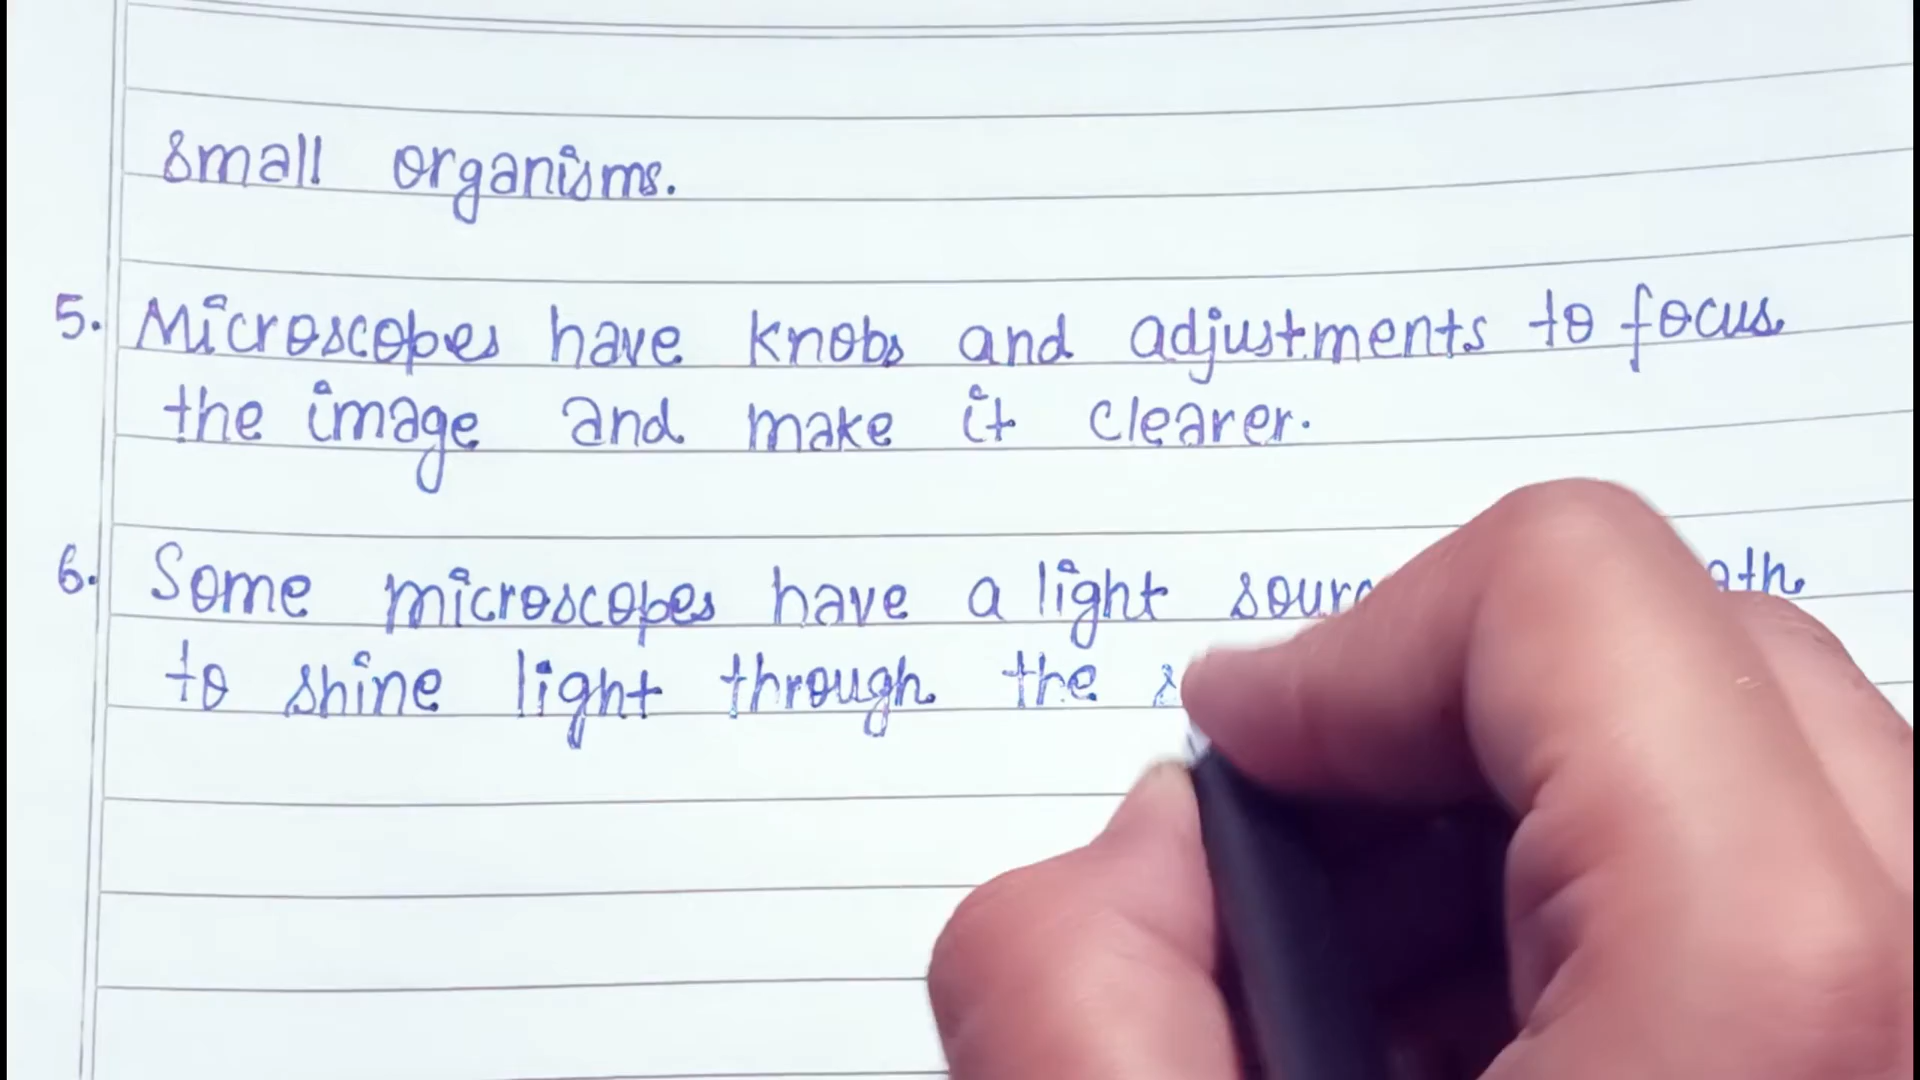 small organisms.
5. Microscopes have knobs and adjustments to focus
the image and make it clearer.
6. Some microscopes have a light
to shine light through the